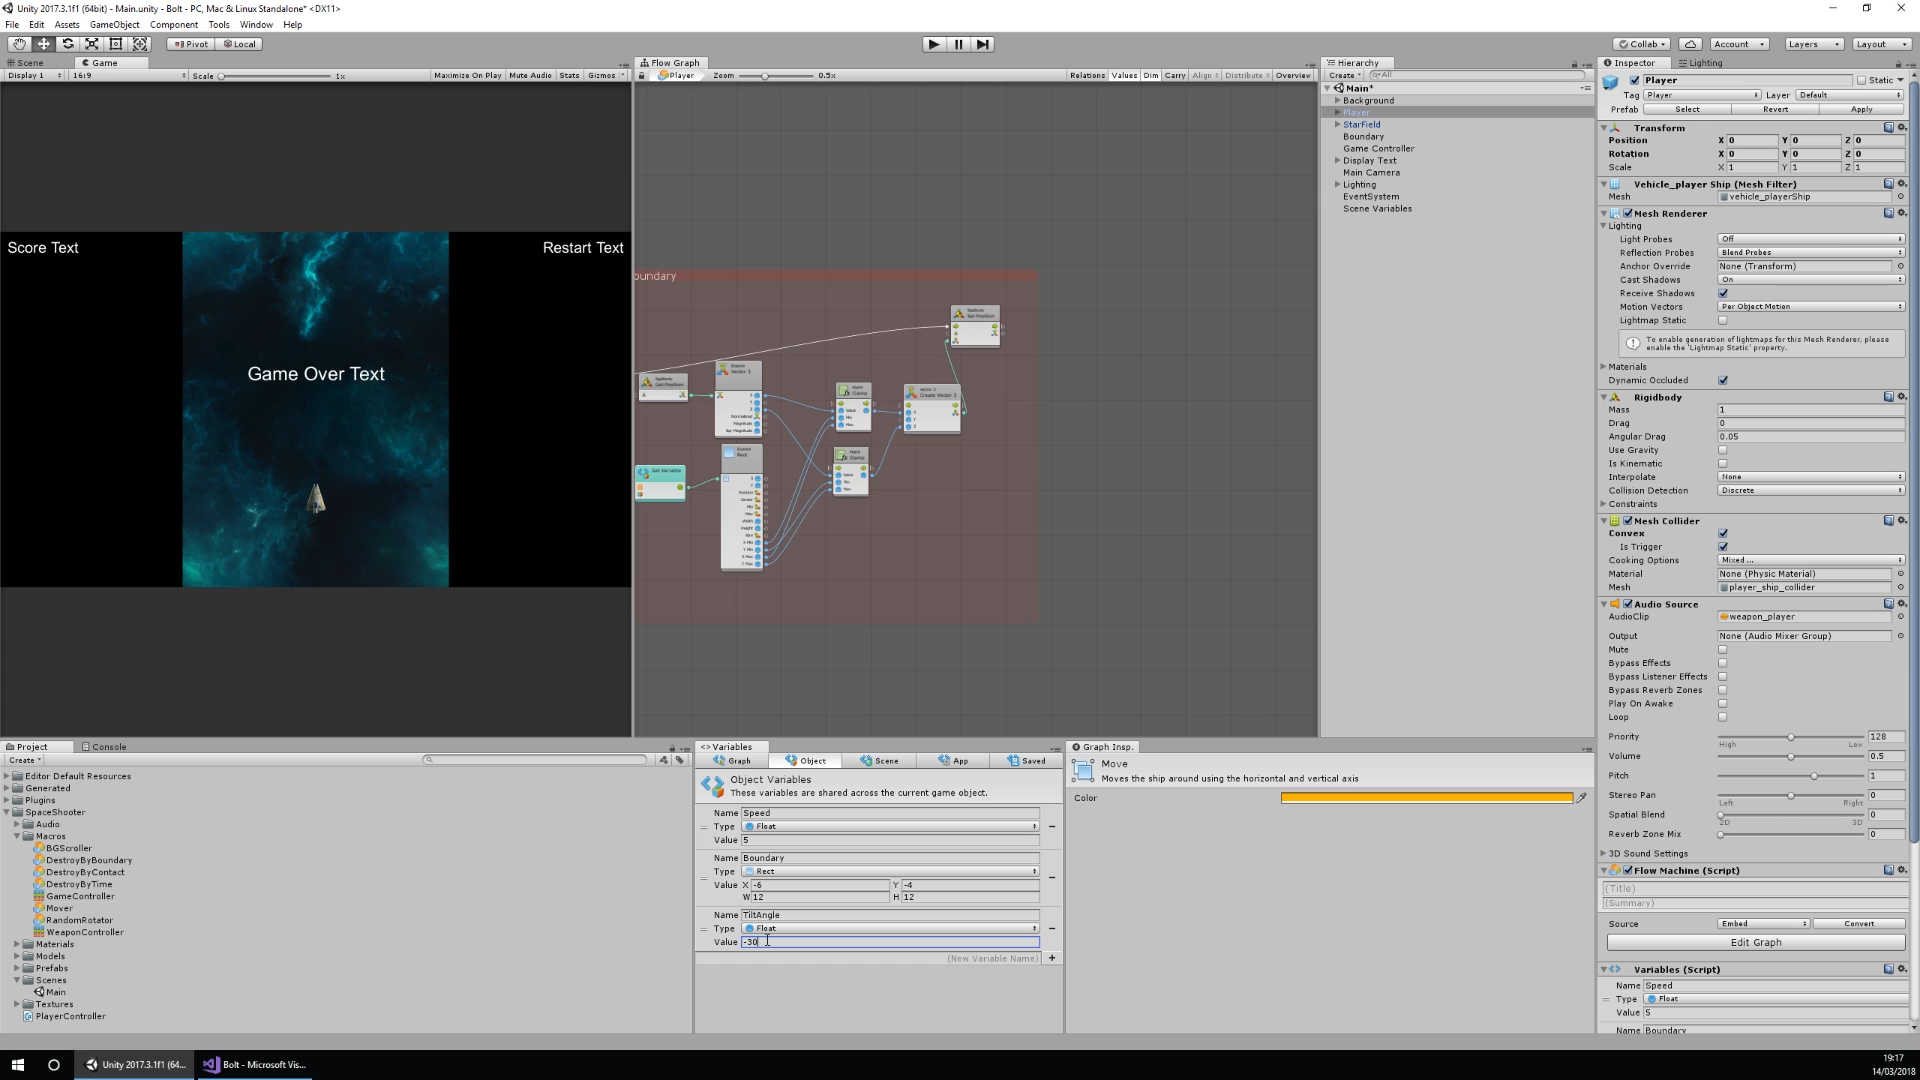 Unity 2017.3.1f1 (64bit) - Main.unity - Bolt - PC, Mac & Linux Standalone* <DX11>
File Edit Assets GameObject Component Tools Window Help
Pivot Local
Collab Account Layers Layout
Scene Game
Display 1 16:9 Scale 1x Maximize On Play Mute Audio Stats Gizmos
Score Text
Restart Text
Game Over Text
Flow Graph
Player Zoom 0.5x Relations Values Dim Carry Align Distribute Overview
oundary
Hierarchy
Create All
Main*
Background
Player
StarField
Boundary
Game Controller
Display Text
Main Camera
Lighting
EventSystem
Scene Variables
Inspector Lighting
Player Static
Tag Player Layer Default
Prefab Select Revert Apply
Transform
Position X 0 Y 0 Z 0
Rotation X 0 Y 0 Z 0
Scale X 1 Y 1 Z 1
Vehicle_player Ship (Mesh Filter)
Mesh vehicle_playerShip
Mesh Renderer
Lighting
Light Probes Off
Reflection Probes Blend Probes
Anchor Override None (Transform)
Cast Shadows On
Receive Shadows
Motion Vectors Per Object Motion
Lightmap Static
To enable generation of lightmaps for this Mesh Renderer, please
enable the 'Lightmap Static' property.
Materials
Dynamic Occluded
Rigidbody
Mass 1
Drag 0
Angular Drag 0.05
Use Gravity
Is Kinematic
Interpolate None
Collision Detection Discrete
Constraints
Mesh Collider
Convex
Is Trigger
Cooking Options Mixed ...
Material None (Physic Material)
Mesh player_ship_collider
Audio Source
AudioClip weapon_player
Output None (Audio Mixer Group)
Mute
Bypass Effects
Bypass Listener Effects
Bypass Reverb Zones
Play On Awake
Loop
Priority 128
High Low
Volume 0.5
Pitch 1
Stereo Pan 0
Left Right
Spatial Blend 0
2D 3D
Reverb Zone Mix 0
3D Sound Settings
Flow Machine (Script)
(Title)
(Summary)
Source Embed Convert
Edit Graph
Variables (Script)
Name Speed
Type Float
Value 5
Name Boundary
Project Console
Create
Editor Default Resources
Generated
Plugins
SpaceShooter
Audio
Macros
BGScroller
DestroyByBoundary
DestroyByContact
DestroyByTime
GameController
Mover
RandomRotator
WeaponController
Materials
Models
Prefabs
Scenes
Main
Textures
PlayerController
<> Variables
Graph Object Scene App Saved
Object Variables
These variables are shared across the current game object.
Name Speed
Type Float
Value 5
Name Boundary
Type Rect
Value X -6 Y -4
W 12 H 12
Name TiltAngle
Type Float
Value -30
(New Variable Name)
Graph Insp.
Move
Moves the ship around using the horizontal and vertical axis
Color
Unity 2017.3.1f1 (64...
Bolt - Microsoft Vis...
19:17
14/03/2018